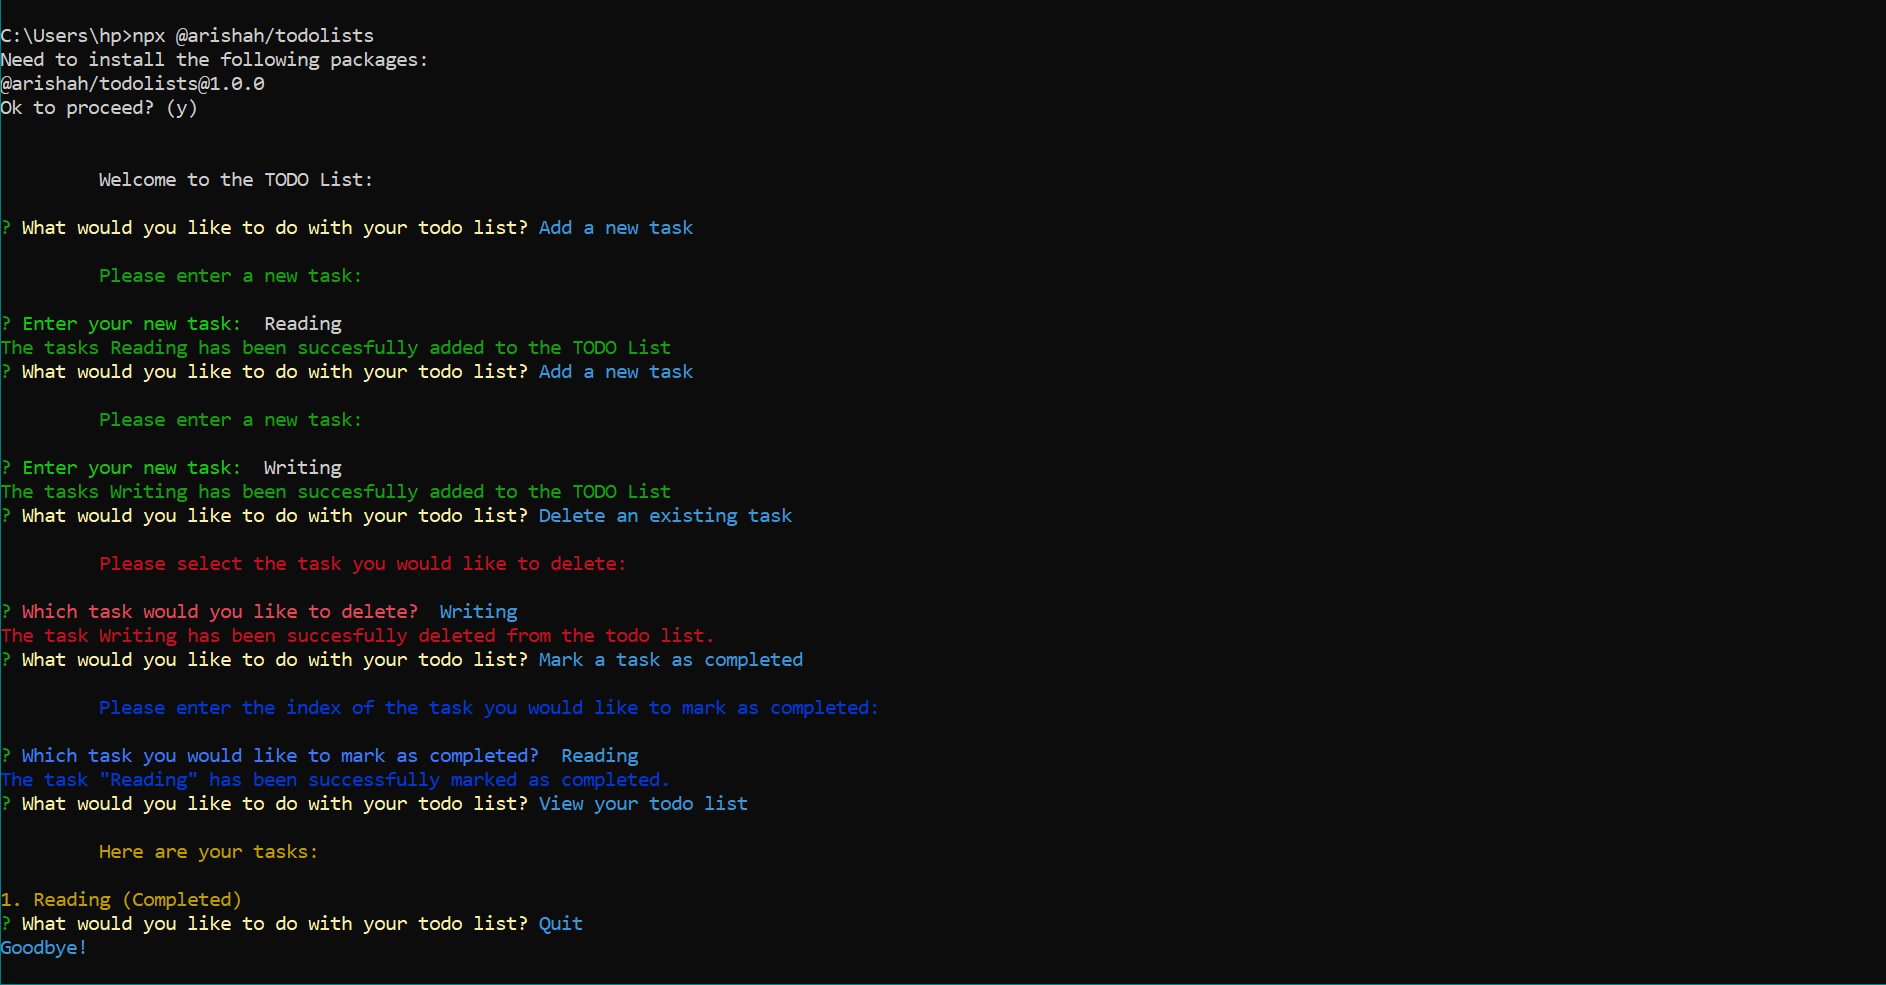 C:\Users\hp>npx @arishah/todolists
Need to install the following packages:
@arishah/todolists@1.0.0
Ok to proceed? (y)
Welcome to the TODO List:
? What would you like to do with your todo list? Add a new task
Please enter a new task:
? Enter your new task:  Reading
The tasks Reading has been succesfully added to the TODO List
? What would you like to do with your todo list? Add a new task
Please enter a new task:
? Enter your new task:  Writing
The tasks Writing has been succesfully added to the TODO List
? What would you like to do with your todo list? Delete an existing task
Please select the task you would like to delete:
? Which task would you like to delete?  Writing
The task Writing has been succesfully deleted from the todo list.
? What would you like to do with your todo list? Mark a task as completed
Please enter the index of the task you would like to mark as completed:
? Which task you would like to mark as completed?  Reading
The task "Reading" has been successfully marked as completed.
? What would you like to do with your todo list? View your todo list
Here are your tasks:
1. Reading (Completed)
? What would you like to do with your todo list? Quit
Goodbye!